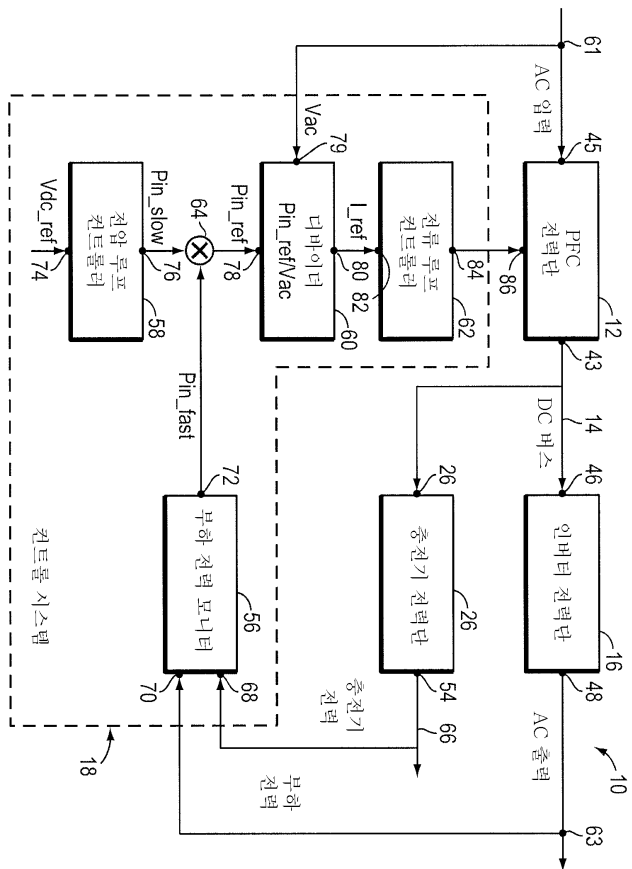 61
AC 입력
45
PPC
전력단
12
43
14
DC 버스
46
인버터 전력단
16
48
AC 출력
10
63
86
84
전류 루프
컨트롤러
62
82
I_ref
80
디바이더
Pin_ref/Vac
60
79
Vac
78
Pin_ref
64
Pin_slow
76
전압 루프
컨트롤러
58
74
Vdc_ref
26
충전기 전력단
26
54
66
충전기
전력
부하
전력
Pin_fast
72
부하 전력 모니터
56
68
70
컨트롤 시스템
18